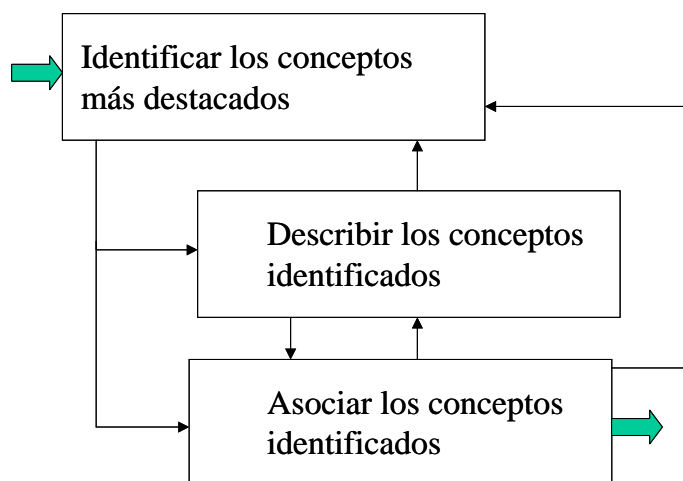 Identificar los conceptos
más destacados
Describir los conceptos
identificados
Asociar los conceptos
identificados